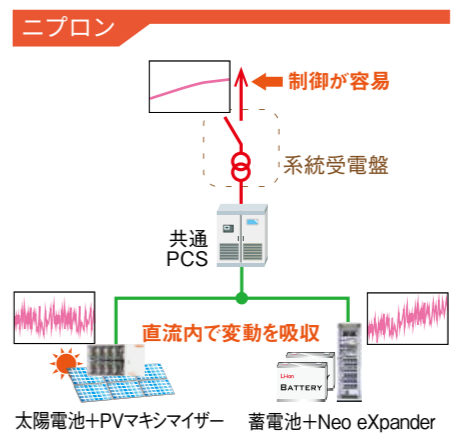 ニプロン
制御が容易
系統受電盤
共通
PCS
直流内で変動を吸収
Li-ion
BATTERY
太陽電池+PVマキシマイザー
蓄電池+Neo eXpander